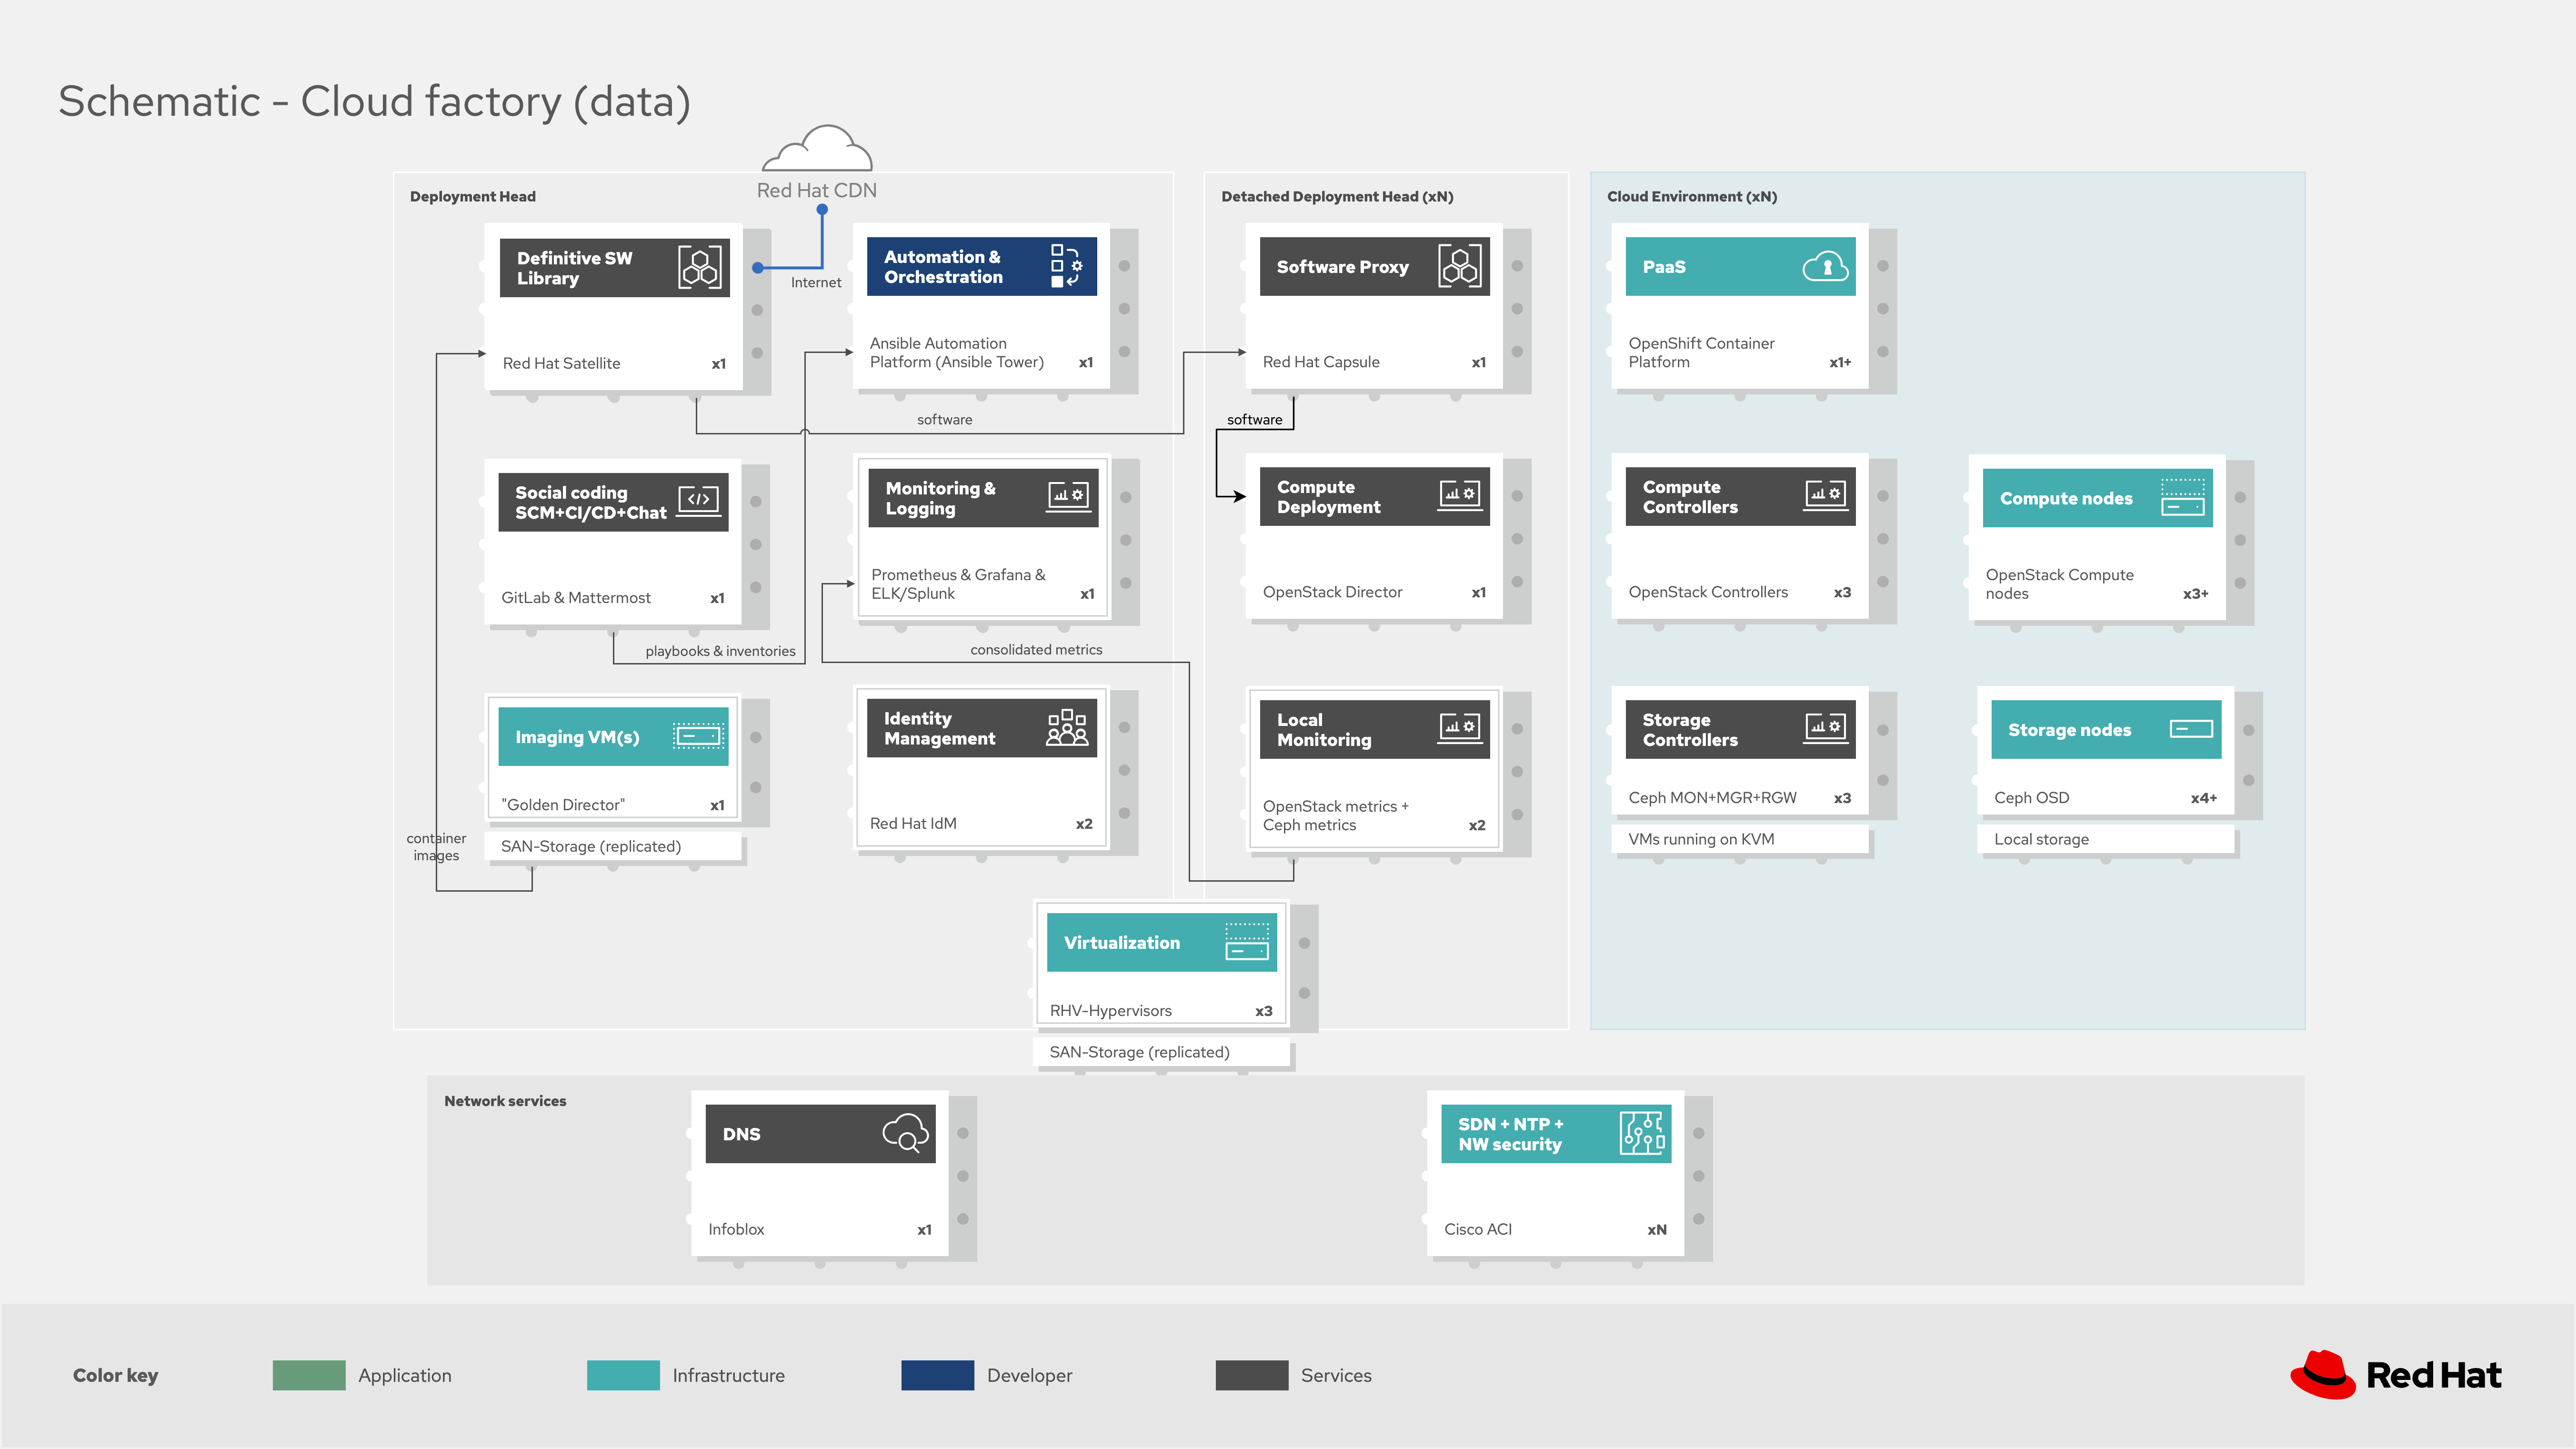 Schematic - Cloud factory (data)
Red Hat CDN
Deployment Head
Definitive SW
Library
Red Hat Satellite
x1
Internet
Automation &
Orchestration
Ansible Automation
Platform (Ansible Tower)
x1
software
Social coding
SCM+CI/CD+Chat
GitLab & Mattermost
x1
Monitoring &
Logging
Prometheus & Grafana &
ELK/Splunk
x1
playbooks & inventories
consolidated metrics
Imaging VM(s)
"Golden Director"
x1
SAN-Storage (replicated)
container
images
Identity
Management
Red Hat IdM
x2
Detached Deployment Head (xN)
Software Proxy
Red Hat Capsule
x1
software
Compute
Deployment
OpenStack Director
x1
Local
Monitoring
OpenStack metrics +
Ceph metrics
x2
Virtualization
RHV-Hypervisors
x3
SAN-Storage (replicated)
Cloud Environment (xN)
PaaS
OpenShift Container
Platform
x1+
Compute
Controllers
OpenStack Controllers
x3
Compute nodes
OpenStack Compute
nodes
x3+
Storage
Controllers
Ceph MON+MGR+RGW
x3
VMs running on KVM
Storage nodes
Ceph OSD
x4+
Local storage
Network services
DNS
Infoblox
x1
SDN + NTP +
NW security
Cisco ACI
xN
Color key
Application
Infrastructure
Developer
Services
Red Hat